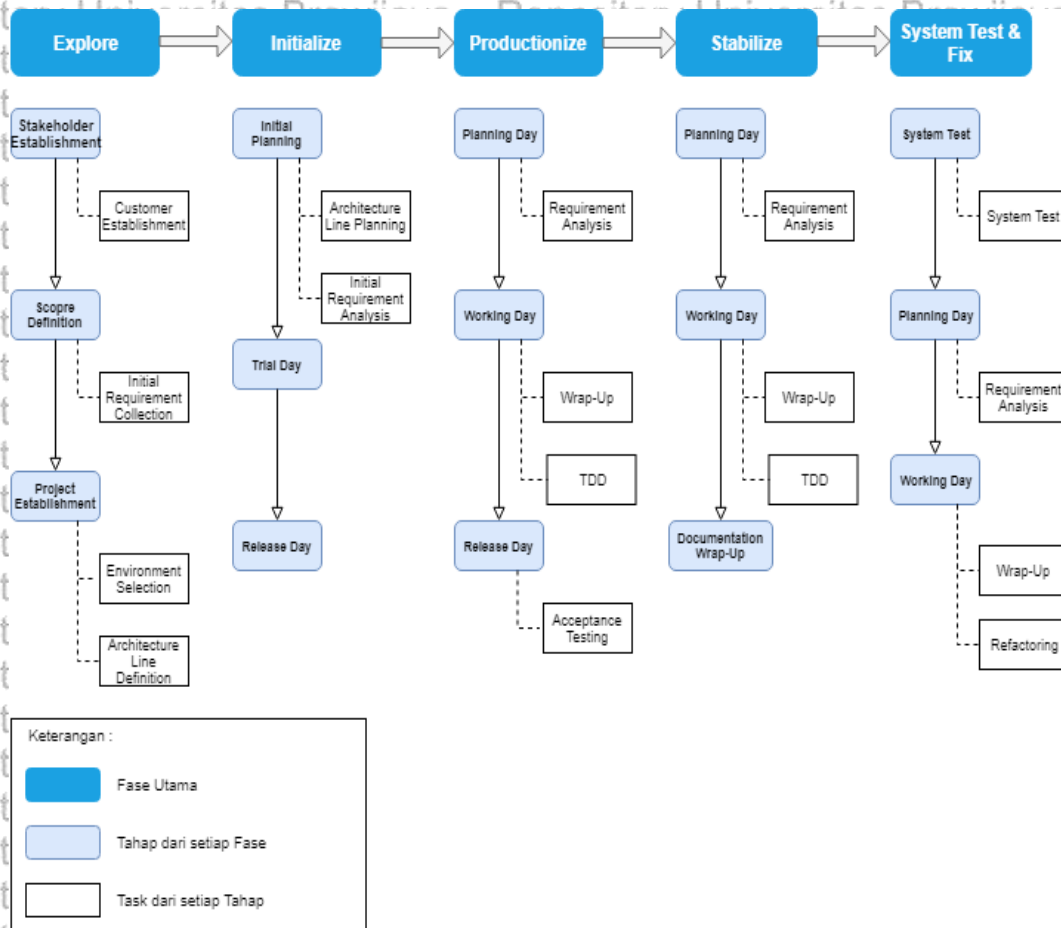 Explore
Initialize
Productionize
Stabilize
System Test &
Fix
Stakeholder
Establishment
Customer
Establishment
Scopre
Definition
Initial
Requirement
Collection
Project
Establishment
Environment
Selection
Architecture
Line
Definition
Initial
Planning
Architecture
Line Planning
Initial
Requirement
Analysis
Trial Day
Release Day
Planning Day
Requirement
Analysis
Working Day
Wrap-Up
TDD
Release Day
Acceptance
Testing
Planning Day
Requirement
Analysis
Working Day
Wrap-Up
TDD
Documentation
Wrap-Up
System Test
System Test
Planning Day
Requirement
Analysis
Working Day
Wrap-Up
Refactoring
Keterangan :
Fase Utama
Tahap dari setiap Fase
Task dari setiap Tahap